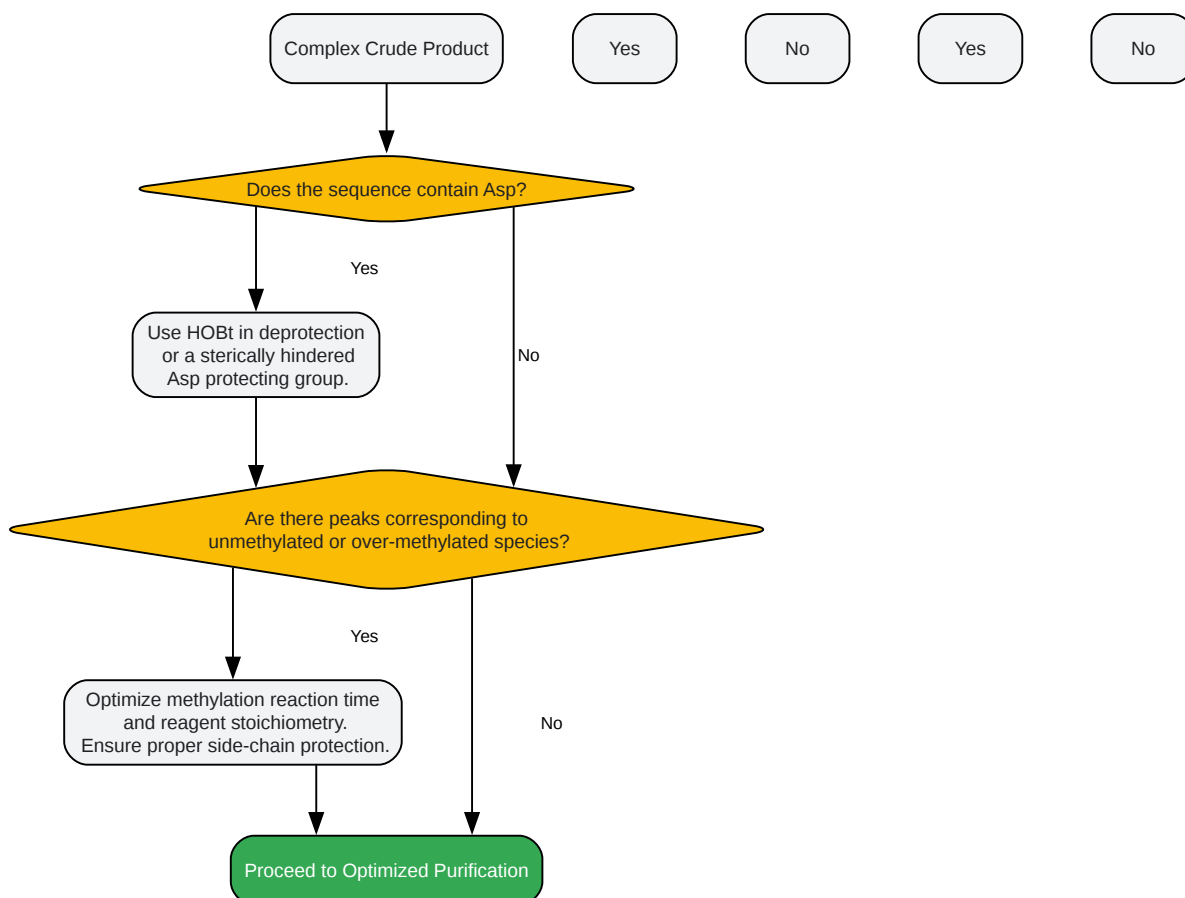 Complex Crude Product
Yes
No
Yes
No
Does the sequence contain Asp?
Yes
Use HOBt in deprotection
or a sterically hindered
Asp protecting group.
No
Are there peaks corresponding to
unmethylated or over-methylated species?
Yes
Optimize methylation reaction time
and reagent stoichiometry.
Ensure proper side-chain protection.
No
Proceed to Optimized Purification